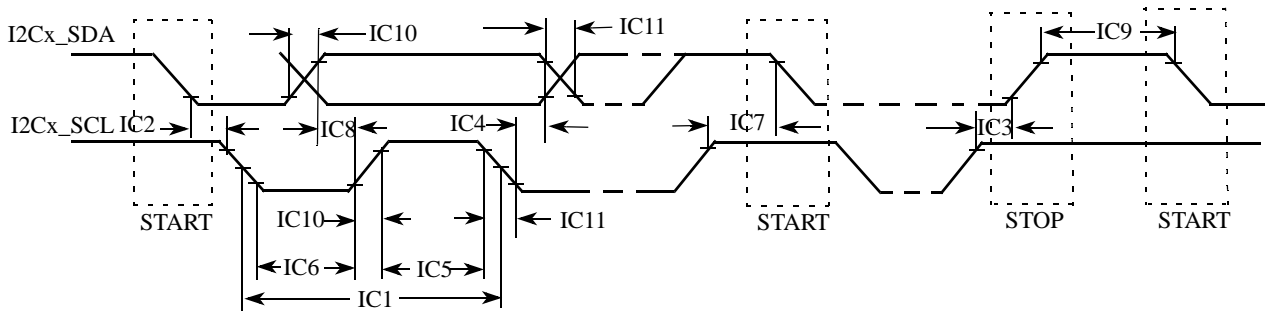 I2Cx_SDA IC10 IC11 IC9
I2Cx_SCL IC2 IC8 IC4 IC7 IC3
START IC10 IC11 START STOP START
IC6 IC5
IC1